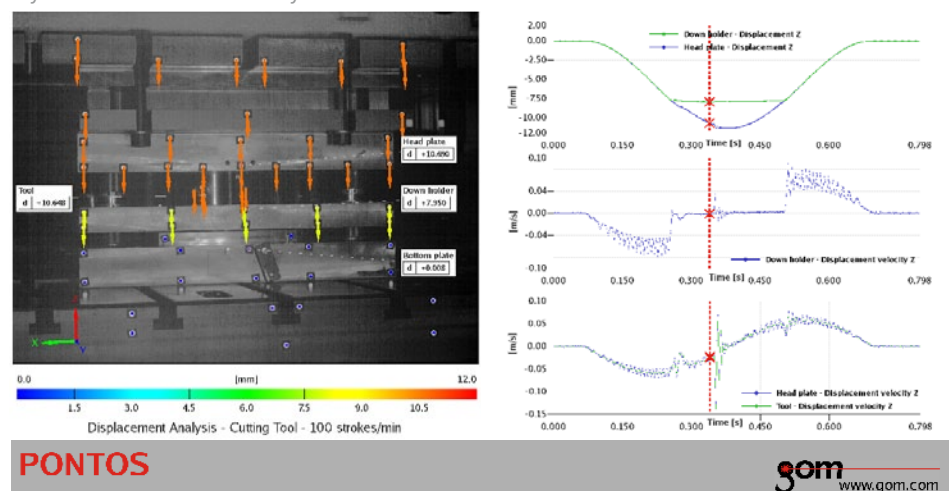 Head plate
d +10.690
Tool
d +10.648
Down holder
d +7.950
Bottom plate
d +0.008
X
Y
0.0 [mm] 12.0
1.5 3.0 4.5 6.0 7.5 9.0 10.5
Displacement Analysis - Cutting Tool - 100 strokes/min
2.00
0.00
-2.50
-5.00
-7.50
-10.00
-12.00
[mm]
Down holder - Displacement Z
Head plate - Displacement Z
0.000 0.150 0.300 Time [s] 0.450 0.600 0.798
0.10
0.04
0.00
-0.04
-0.10
[m/s]
Down holder - Displacement velocity Z
0.000 0.150 0.300 Time [s] 0.450 0.600 0.798
0.10
0.05
0.00
-0.05
-0.10
-0.15
[m/s]
Head plate - Displacement velocity Z
Tool - Displacement velocity Z
0.000 0.150 0.300 Time [s] 0.450 0.600 0.798
PONTOS
gom
www.gom.com